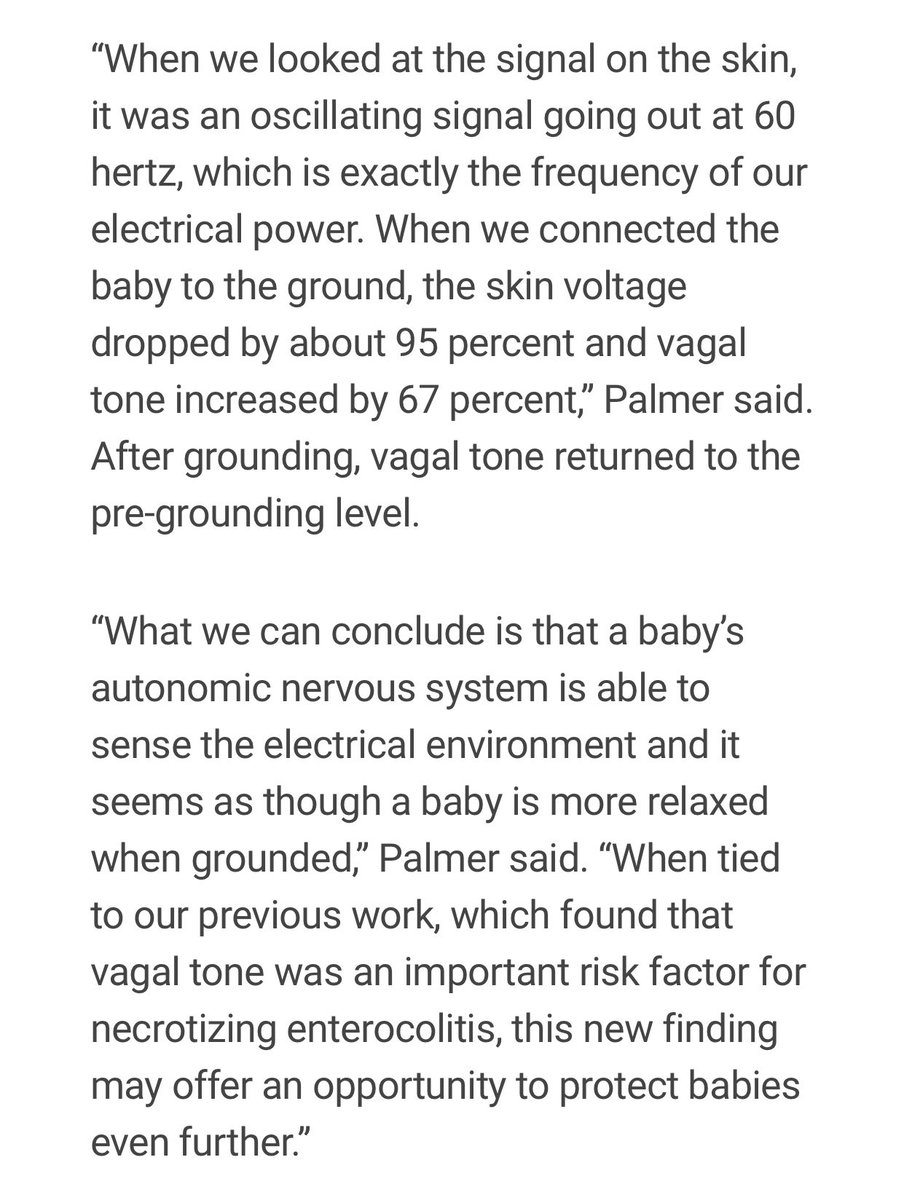 “When we looked at the signal on the skin,
it was an oscillating signal going out at 60
hertz, which is exactly the frequency of our
electrical power. When we connected the
baby to the ground, the skin voltage
dropped by about 95 percent and vagal
tone increased by 67 percent,” Palmer said.
After grounding, vagal tone returned to the
pre-grounding level.
“What we can conclude is that a baby’s
autonomic nervous system is able to
sense the electrical environment and it
seems as though a baby is more relaxed
when grounded,” Palmer said. “When tied
to our previous work, which found that
vagal tone was an important risk factor for
necrotizing enterocolitis, this new finding
may offer an opportunity to protect babies
even further.”